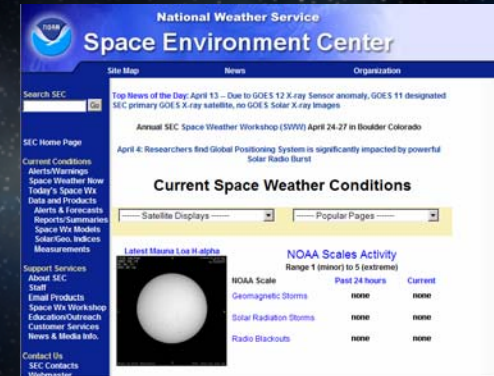 NOAA
National Weather Service
Space Environment Center
Site Map News Organization
Search SEC
Go
SEC Home Page
Current Conditions
Alerts/Warnings
Space Weather Now
Today's Space Wx
Data and Products
Alerts & Forecasts
Reports/Summaries
Space Wx Models
Solar/Geo. Indices
Measurements
Support Services
About SEC
Staff
Email Products
Space Wx Workshop
Education/Outreach
Customer Services
News & Media Info.
Contact Us
SEC Contacts
Webmaster
Top News of the Day: April 13 -- Due to GOES 12 X-ray Sensor anomaly, GOES 11 designated
SEC primary GOES X-ray satellite, no GOES Solar X-ray Images
Annual SEC Space Weather Workshop (SWW) April 24-27 in Boulder Colorado
April 4: Researchers find Global Positioning System is significantly impacted by powerful
Solar Radio Burst
Current Space Weather Conditions
------ Satellite Displays ------ ------ Popular Pages ------
Latest Mauna Loa H-alpha
NOAA Scales Activity
Range 1 (minor) to 5 (extreme)
NOAA Scale Past 24 hours Current
Geomagnetic Storms none none
Solar Radiation Storms none none
Radio Blackouts none none